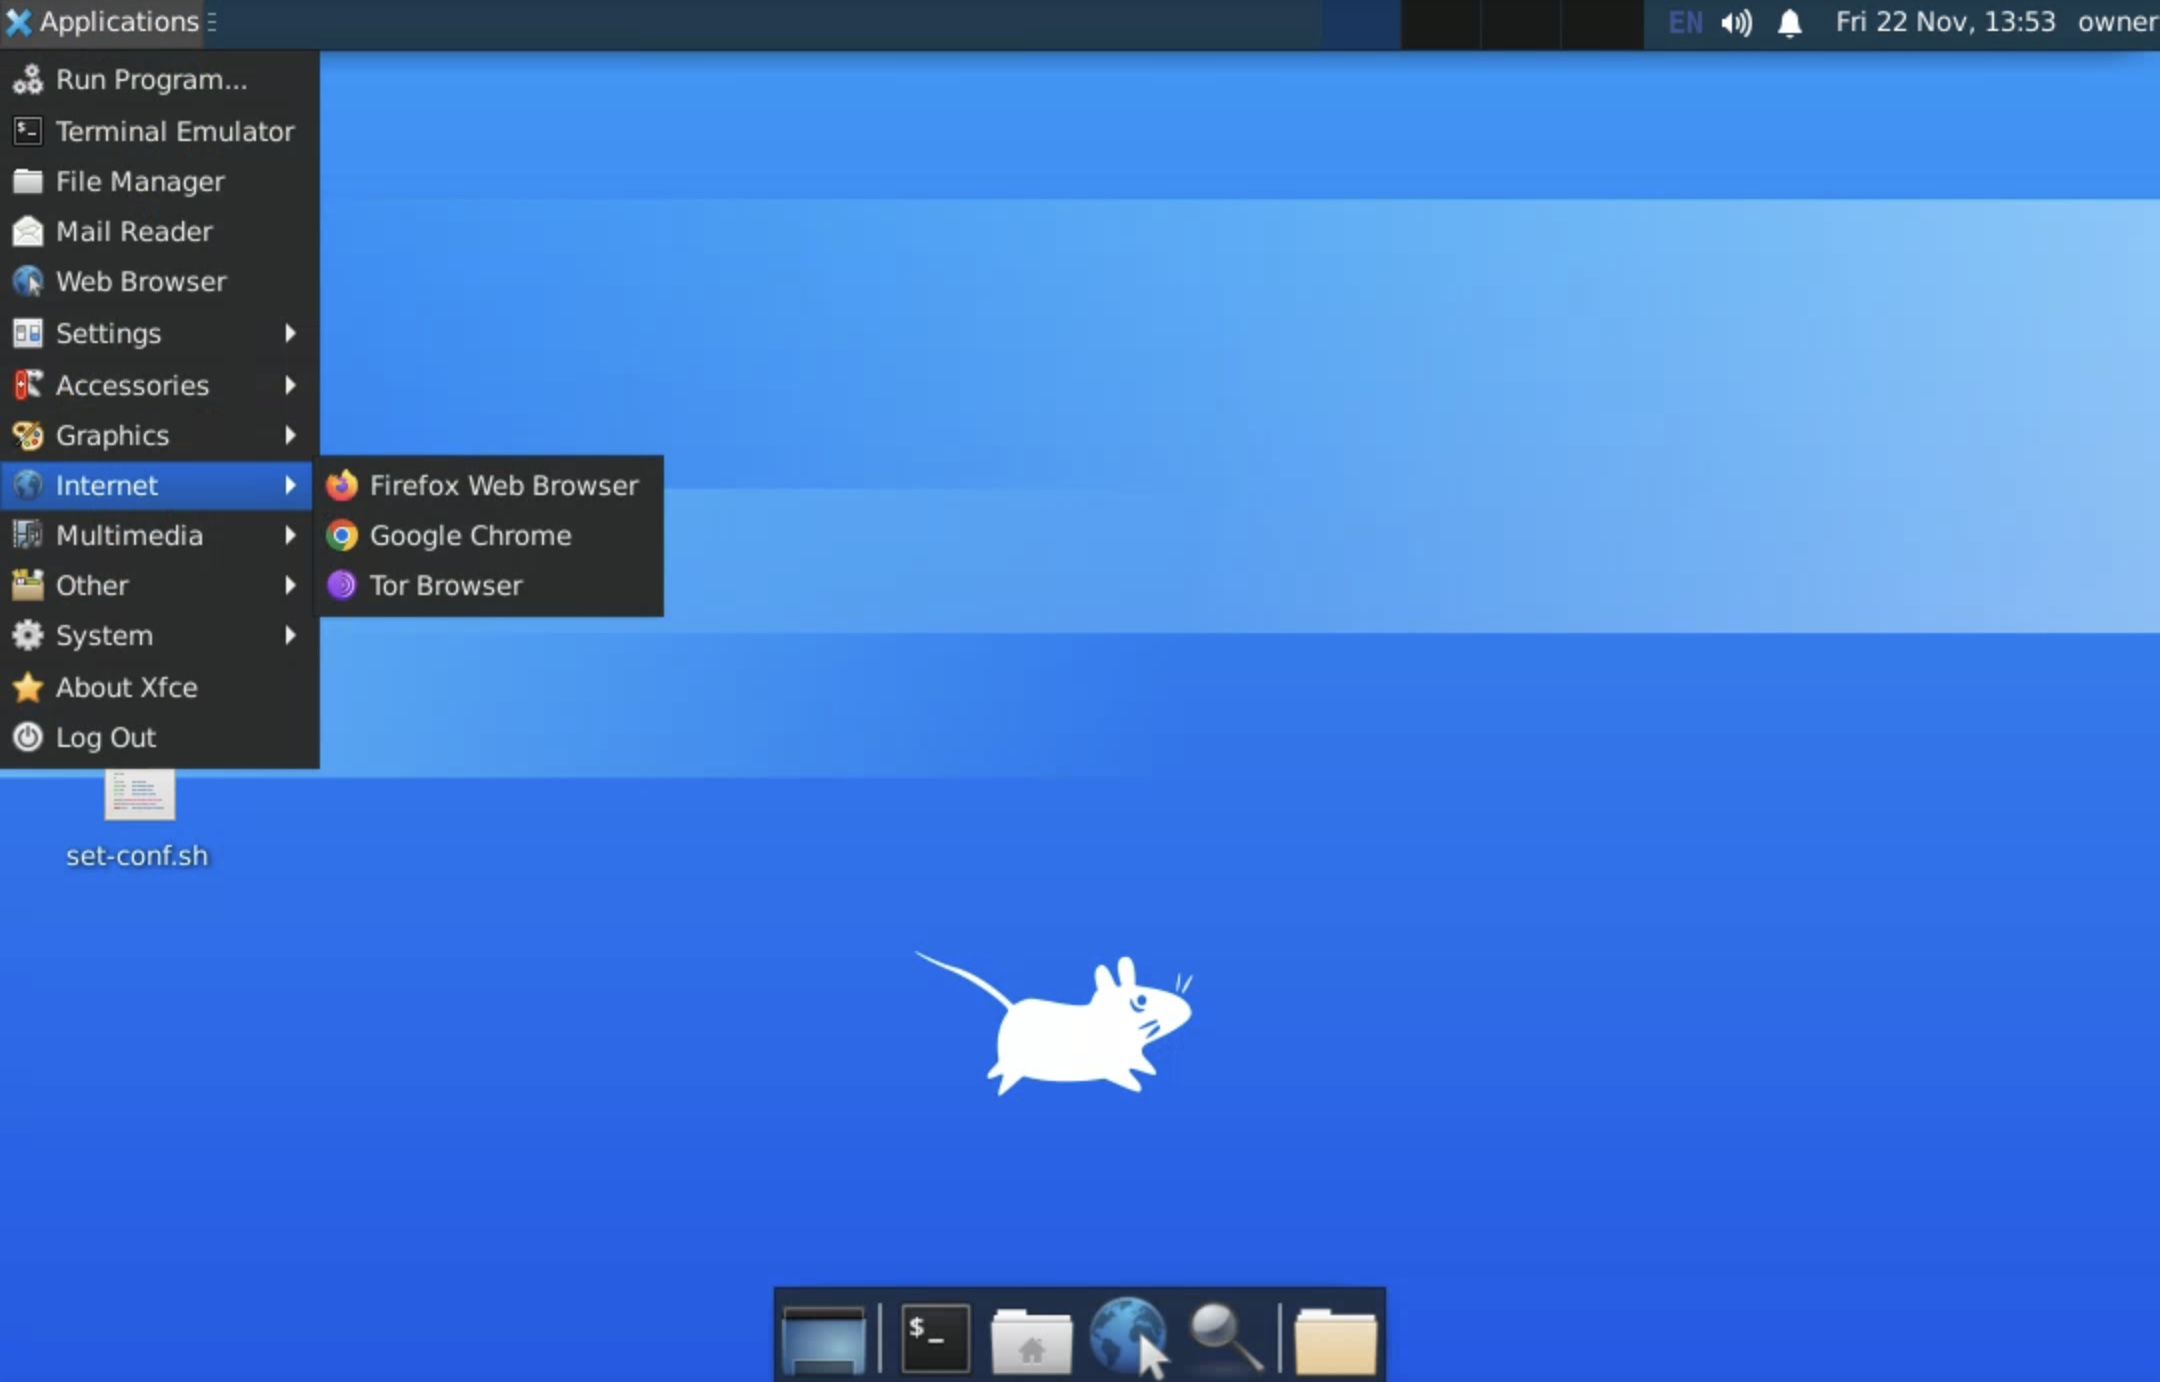 Applications
EN
Fri 22 Nov, 13:53
owner
Run Program...
Terminal Emulator
File Manager
Mail Reader
Web Browser
Settings
Accessories
Graphics
Internet
Firefox Web Browser
Multimedia
Google Chrome
Other
Tor Browser
System
About Xfce
Log Out
set-conf.sh
$_